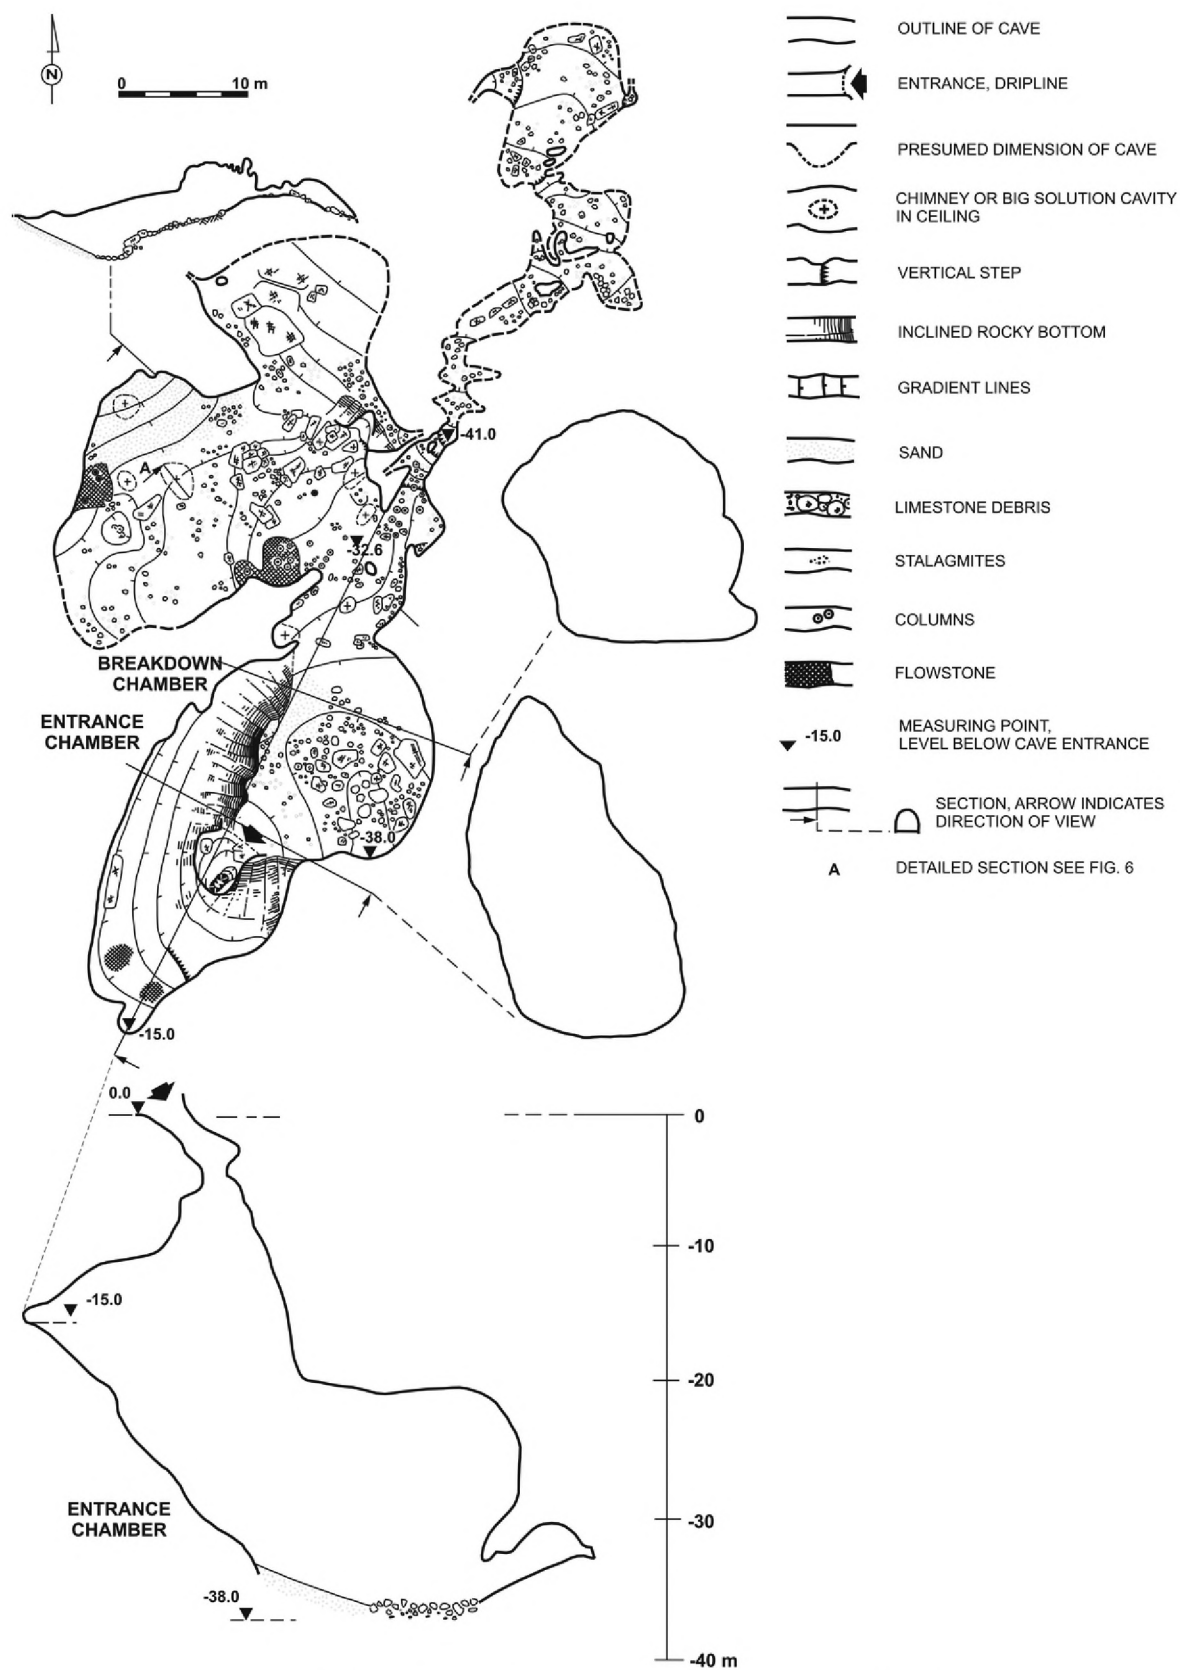 N
0 10 m
OUTLINE OF CAVE
ENTRANCE, DRIPLINE
PRESUMED DIMENSION OF CAVE
CHIMNEY OR BIG SOLUTION CAVITY
IN CEILING
VERTICAL STEP
INCLINED ROCKY BOTTOM
GRADIENT LINES
SAND
LIMESTONE DEBRIS
STALAGMITES
COLUMNS
FLOWSTONE
-15.0
MEASURING POINT,
LEVEL BELOW CAVE ENTRANCE
SECTION, ARROW INDICATES
DIRECTION OF VIEW
A DETAILED SECTION SEE FIG. 6
-41.0
A
-32.6
BREAKDOWN
CHAMBER
ENTRANCE
CHAMBER
-38.0
-15.0
0.0
0
-10
-15.0
-20
-30
ENTRANCE
CHAMBER
-38.0
-40 m